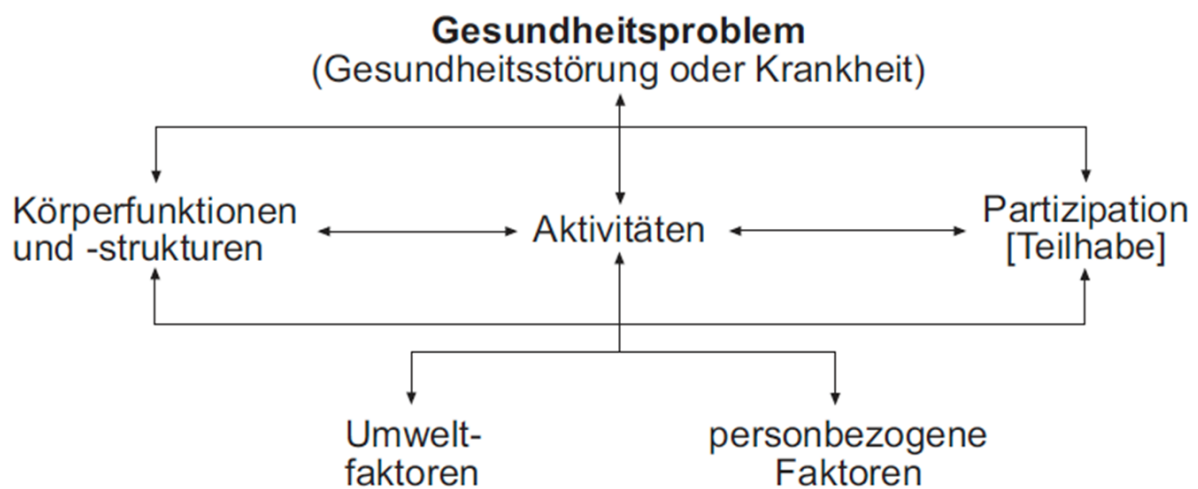 Gesundheitsproblem
(Gesundheitsstörung oder Krankheit)
Körperfunktionen
und -strukturen
Aktivitäten
Partizipation
[Teilhabe]
Umwelt-
faktoren
personbezogene
Faktoren